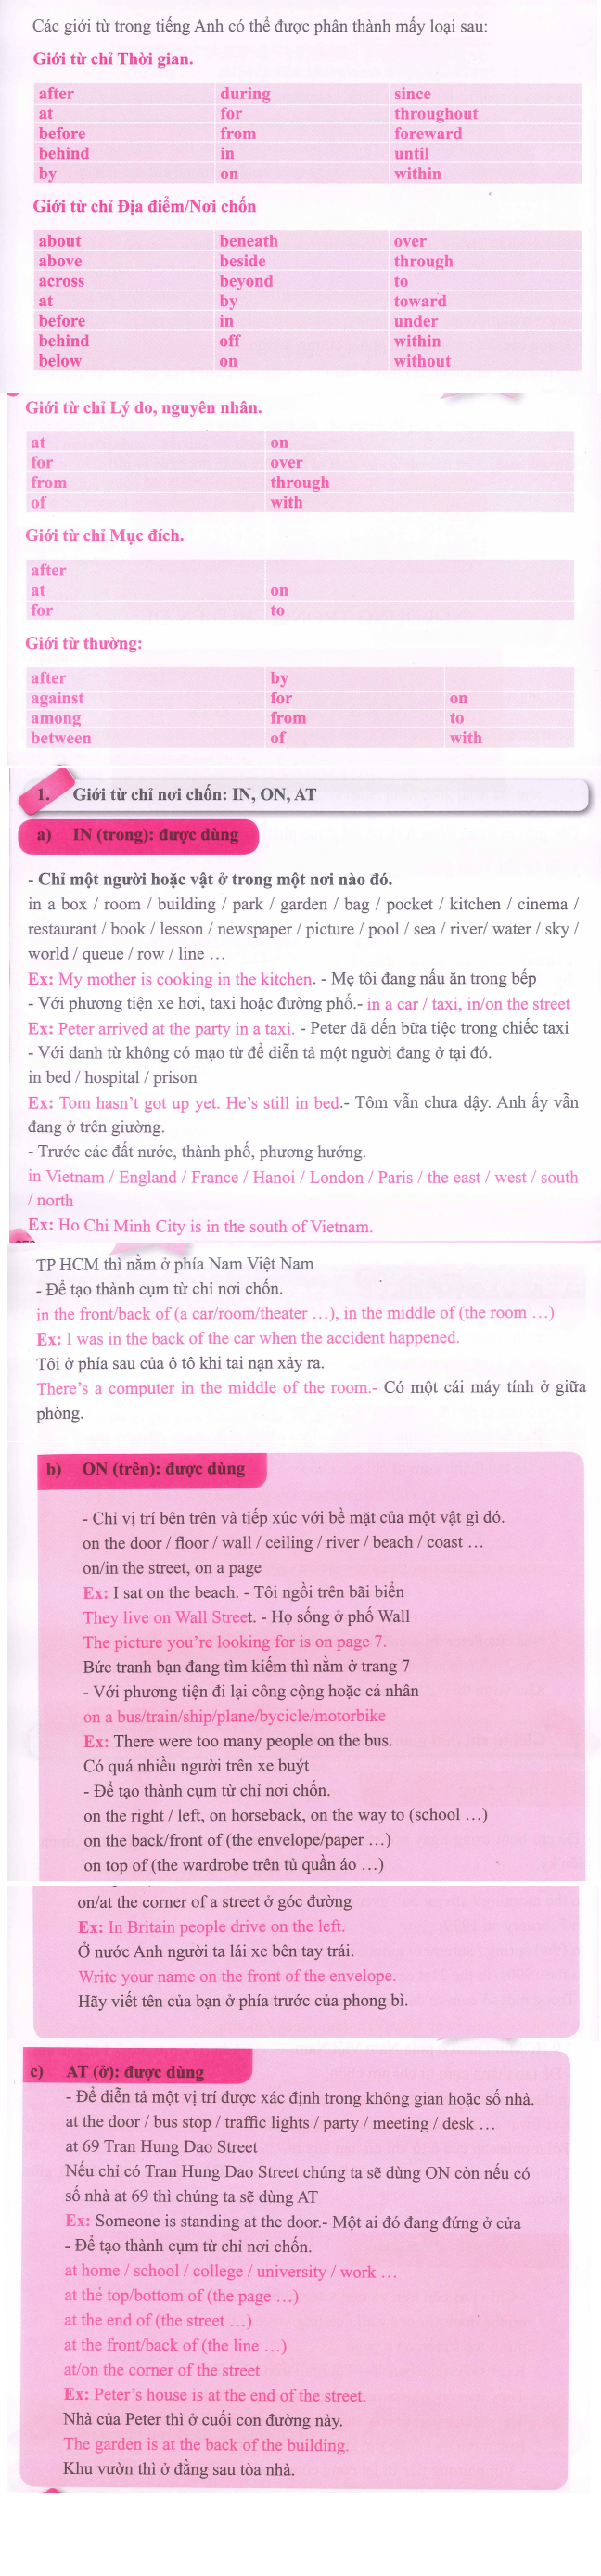 Các giới từ trong tiếng Anh có thể được phân thành mấy loại sau:
Giới từ chỉ Thời gian.
after during since
at for throughout
before from foreward
behind in until
by on within
Giới từ chỉ Địa điểm/Nơi chốn
about beneath over
above beside through
across beyond to
at by toward
before in under
behind off within
below on without
Giới từ chỉ Lý do, nguyên nhân.
at on
for over
from through
of with
Giới từ chỉ Mục đích.
after
at on
for to
Giới từ thường:
after by
against for on
among from to
between of with
1. Giới từ chỉ nơi chốn: IN, ON, AT
a) IN (trong): được dùng
- Chỉ một người hoặc vật ở trong một nơi nào đó.
in a box / room / building / park / garden / bag / pocket / kitchen / cinema /
restaurant / book / lesson / newspaper / picture / pool / sea / river/ water / sky /
world / queue / row / line …
Ex: My mother is cooking in the kitchen. - Mẹ tôi đang nấu ăn trong bếp
- Với phương tiện xe hơi, taxi hoặc đường phố.- in a car / taxi, in/on the street
Ex: Peter arrived at the party in a taxi. - Peter đã đến bữa tiệc trong chiếc taxi
- Với danh từ không có mạo từ để diễn tả một người đang ở tại đó.
in bed / hospital / prison
Ex: Tom hasn't got up yet. He's still in bed.- Tôm vẫn chưa dậy. Anh ấy vẫn
đang ở trên giường.
- Trước các đất nước, thành phố, phương hướng.
in Vietnam / England / France / Hanoi / London / Paris / the east / west / south
/ north
Ex: Ho Chi Minh City is in the south of Vietnam.
TP HCM thì nằm ở phía Nam Việt Nam
- Để tạo thành cụm từ chỉ nơi chốn.
in the front/back of (a car/room/theater …), in the middle of (the room …)
Ex: I was in the back of the car when the accident happened.
Tôi ở phía sau của ô tô khi tai nạn xảy ra.
There's a computer in the middle of the room.- Có một cái máy tính ở giữa
phòng.
b) ON (trên): được dùng
- Chỉ vị trí bên trên và tiếp xúc với bề mặt của một vật gì đó.
on the door / floor / wall / ceiling / river / beach / coast …
on/in the street, on a page
Ex: I sat on the beach. - Tôi ngồi trên bãi biển
They live on Wall Street. - Họ sống ở phố Wall
The picture you're looking for is on page 7.
Bức tranh bạn đang tìm kiếm thì nằm ở trang 7
- Với phương tiện đi lại công cộng hoặc cá nhân
on a bus/train/ship/plane/bycicle/motorbike
Ex: There were too many people on the bus.
Có quá nhiều người trên xe buýt
- Để tạo thành cụm từ chỉ nơi chốn.
on the right / left, on horseback, on the way to (school …)
on the back/front of (the envelope/paper …)
on top of (the wardrobe trên tủ quần áo …)
on/at the corner of a street ở góc đường
Ex: In Britain people drive on the left.
Ở nước Anh người ta lái xe bên tay trái.
Write your name on the front of the envelope.
Hãy viết tên của bạn ở phía trước của phong bì.
c) AT (ở): được dùng
- Để diễn tả một vị trí được xác định trong không gian hoặc số nhà.
at the door / bus stop / traffic lights / party / meeting / desk …
at 69 Tran Hung Dao Street
Nếu chỉ có Tran Hung Dao Street chúng ta sẽ dùng ON còn nếu có
số nhà at 69 thì chúng ta sẽ dùng AT
Ex: Someone is standing at the door.- Một ai đó đang đứng ở cửa
- Để tạo thành cụm từ chỉ nơi chốn.
at home / school / college / university / work …
at the top/bottom of (the page …)
at the end of (the street …)
at the front/back of (the line …)
at/on the corner of the street
Ex: Peter's house is at the end of the street.
Nhà của Peter thì ở cuối con đường này.
The garden is at the back of the building.
Khu vườn thì ở đằng sau tòa nhà.